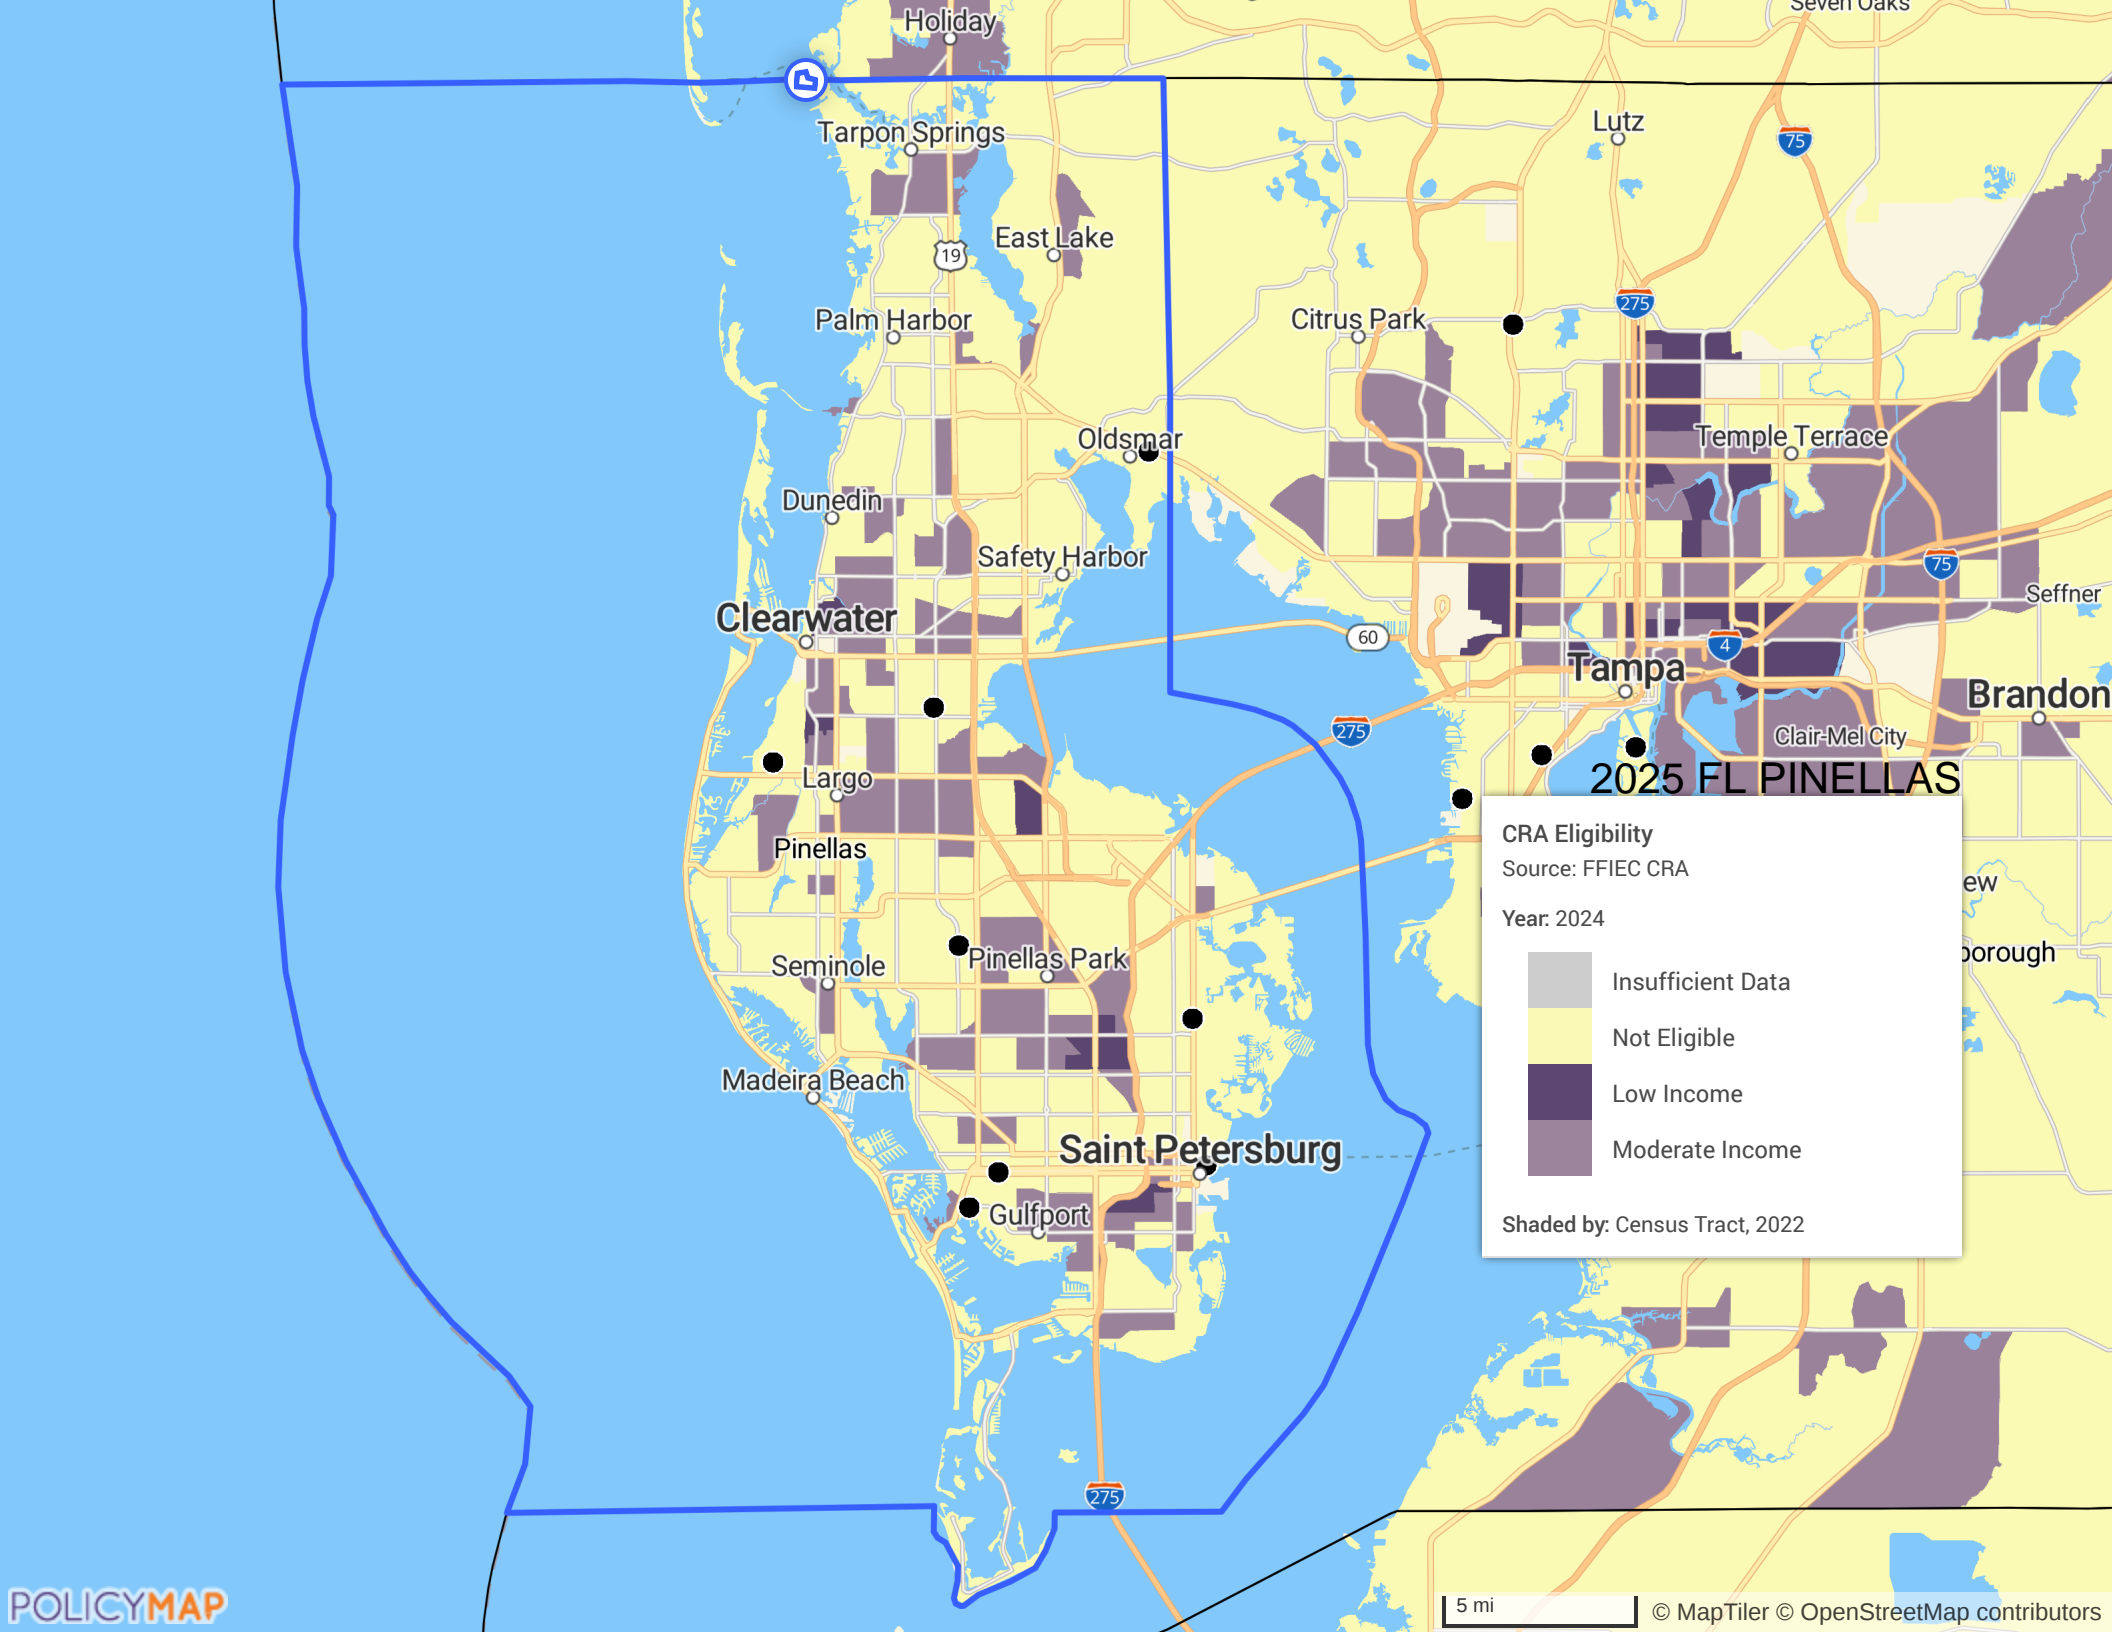 Seven Oaks
Holiday
Lutz
Tarpon Springs
75
East Lake
19
275
Palm Harbor
Citrus Park
Temple Terrace
Oldsmar
Dunedin
Safety Harbor
75
Seffner
Clearwater
60
4
Tampa
Brandon
275
Clair-Mel City
Largo
2025 FL PINELLAS
CRA Eligibility
Source: FFIEC CRA
Year: 2024
Insufficient Data
Not Eligible
Low Income
Moderate Income
Shaded by: Census Tract, 2022
Pinellas
ew
borough
Pinellas Park
Seminole
Madeira Beach
Saint Petersburg
Gulfport
275
POLICYMAP
5 mi
© MapTiler © OpenStreetMap contributors